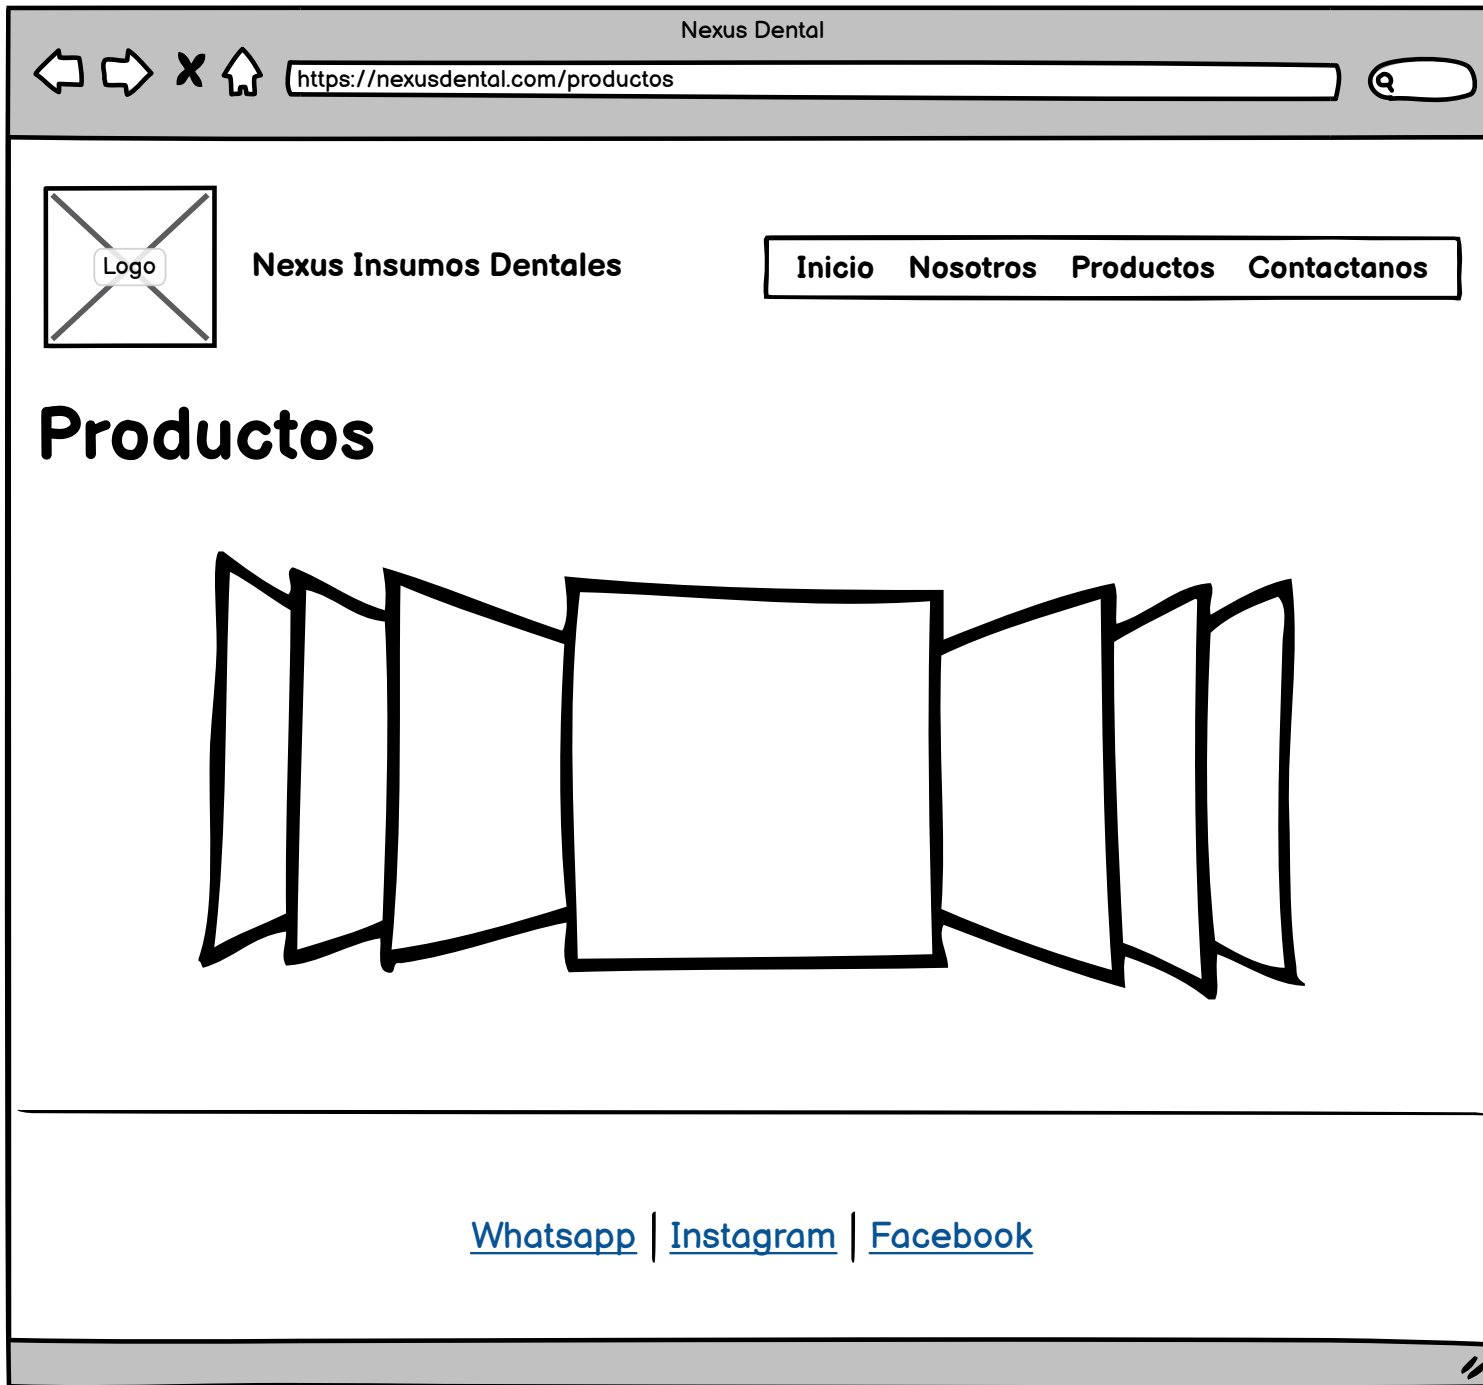 Nexus Dental
https://nexusdental.com/productos
Logo
Nexus Insumos Dentales
Inicio Nosotros Productos Contactanos
Productos
Whatsapp | Instagram | Facebook